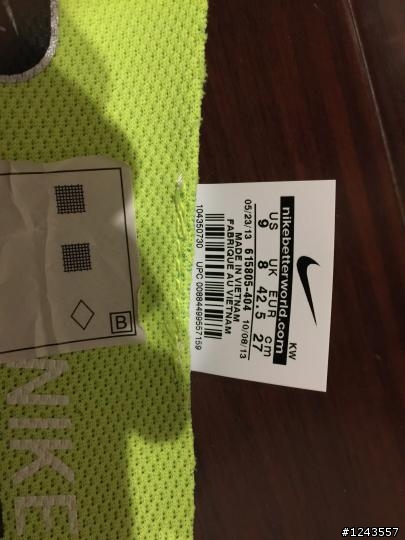 KW
nikebetterworld.com
US UK EUR cm
9 8 42.5 27
05/23/13 615805-404 10/08/13
MADE IN VIETNAM
FABRIQUE AU VIETNAM
104350730 UPC 00884499557159
B
NIKE
#1243557